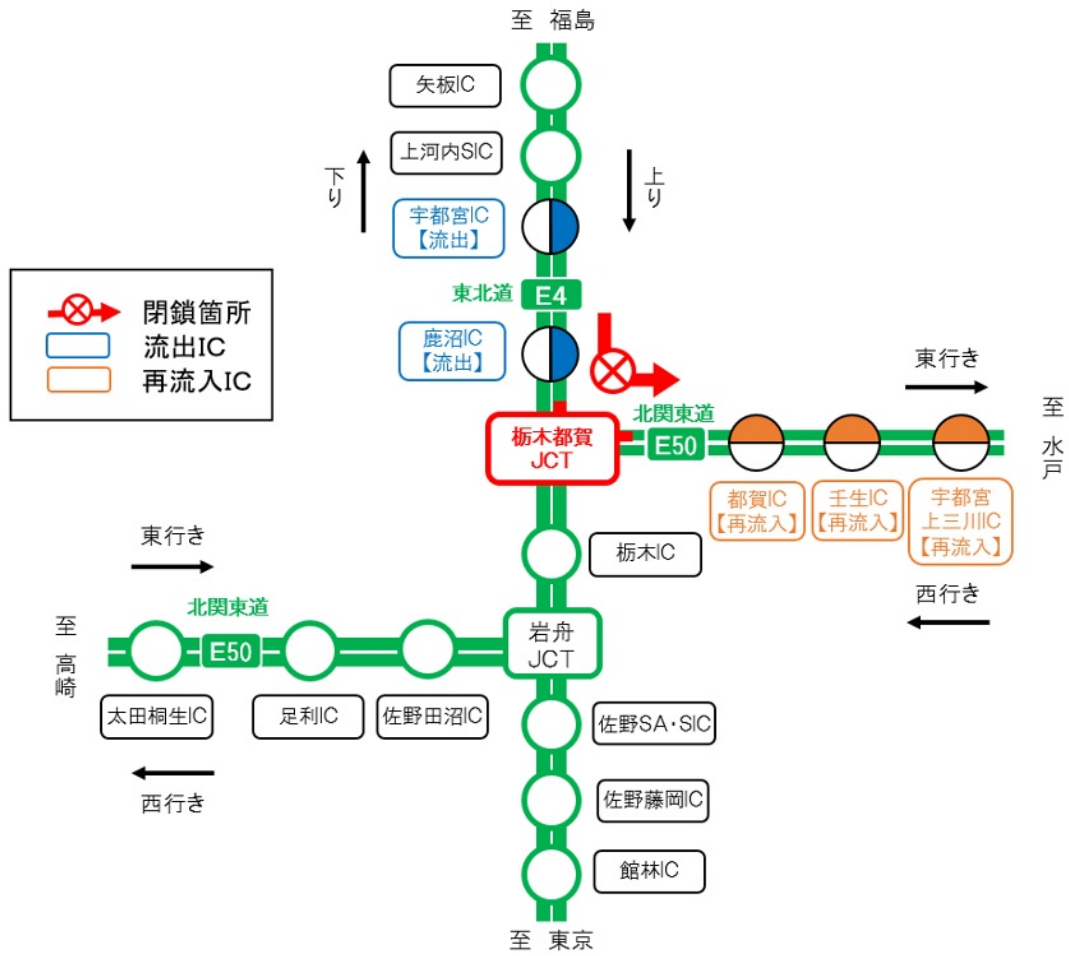 至 福島
矢板IC
上河内SIC
下り
上り
宇都宮IC
【流出】
東北道
E4
鹿沼IC
【流出】
閉鎖箇所
流出IC
再流入IC
東行き
至 水戸
北関東道
E50
栃木都賀
JCT
都賀IC
【再流入】
壬生IC
【再流入】
宇都宮
上三川IC
【再流入】
西行き
栃木IC
東行き
北関東道
E50
至 高崎
岩舟
JCT
太田桐生IC
足利IC
佐野田沼IC
西行き
佐野SA・SIC
佐野藤岡IC
館林IC
至 東京